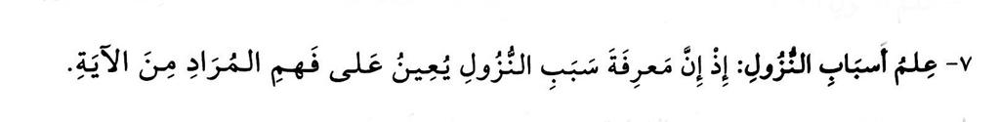 ٧- عِلمُ أَسبَابِ النُّزُولِ: إِذْ إِنَّ مَعرِفَةَ سَبَبِ النُّزُولِ يُعِينُ عَلى فَهمِ المُرَادِ مِنَ الآيَةِ.